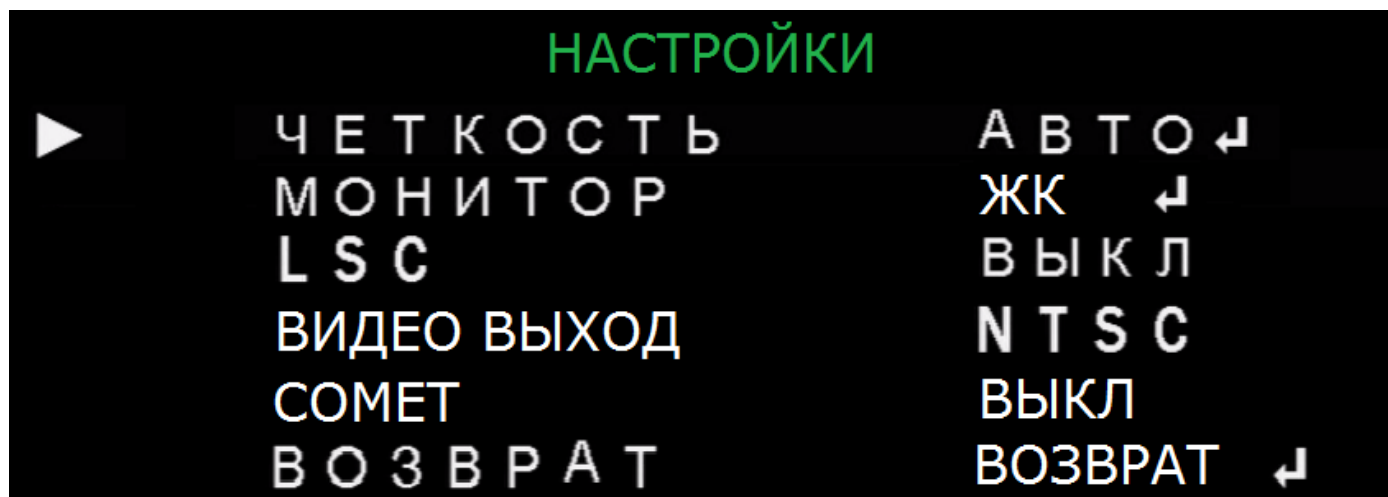 НАСТРОЙКИ
ЧЕТКОСТЬ АВТО↲
МОНИТОР ЖК ↲
LSC ВЫКЛ
ВИДЕО ВЫХОД NTSC
COMET ВЫКЛ
ВОЗВРАТ ВОЗВРАТ ↲